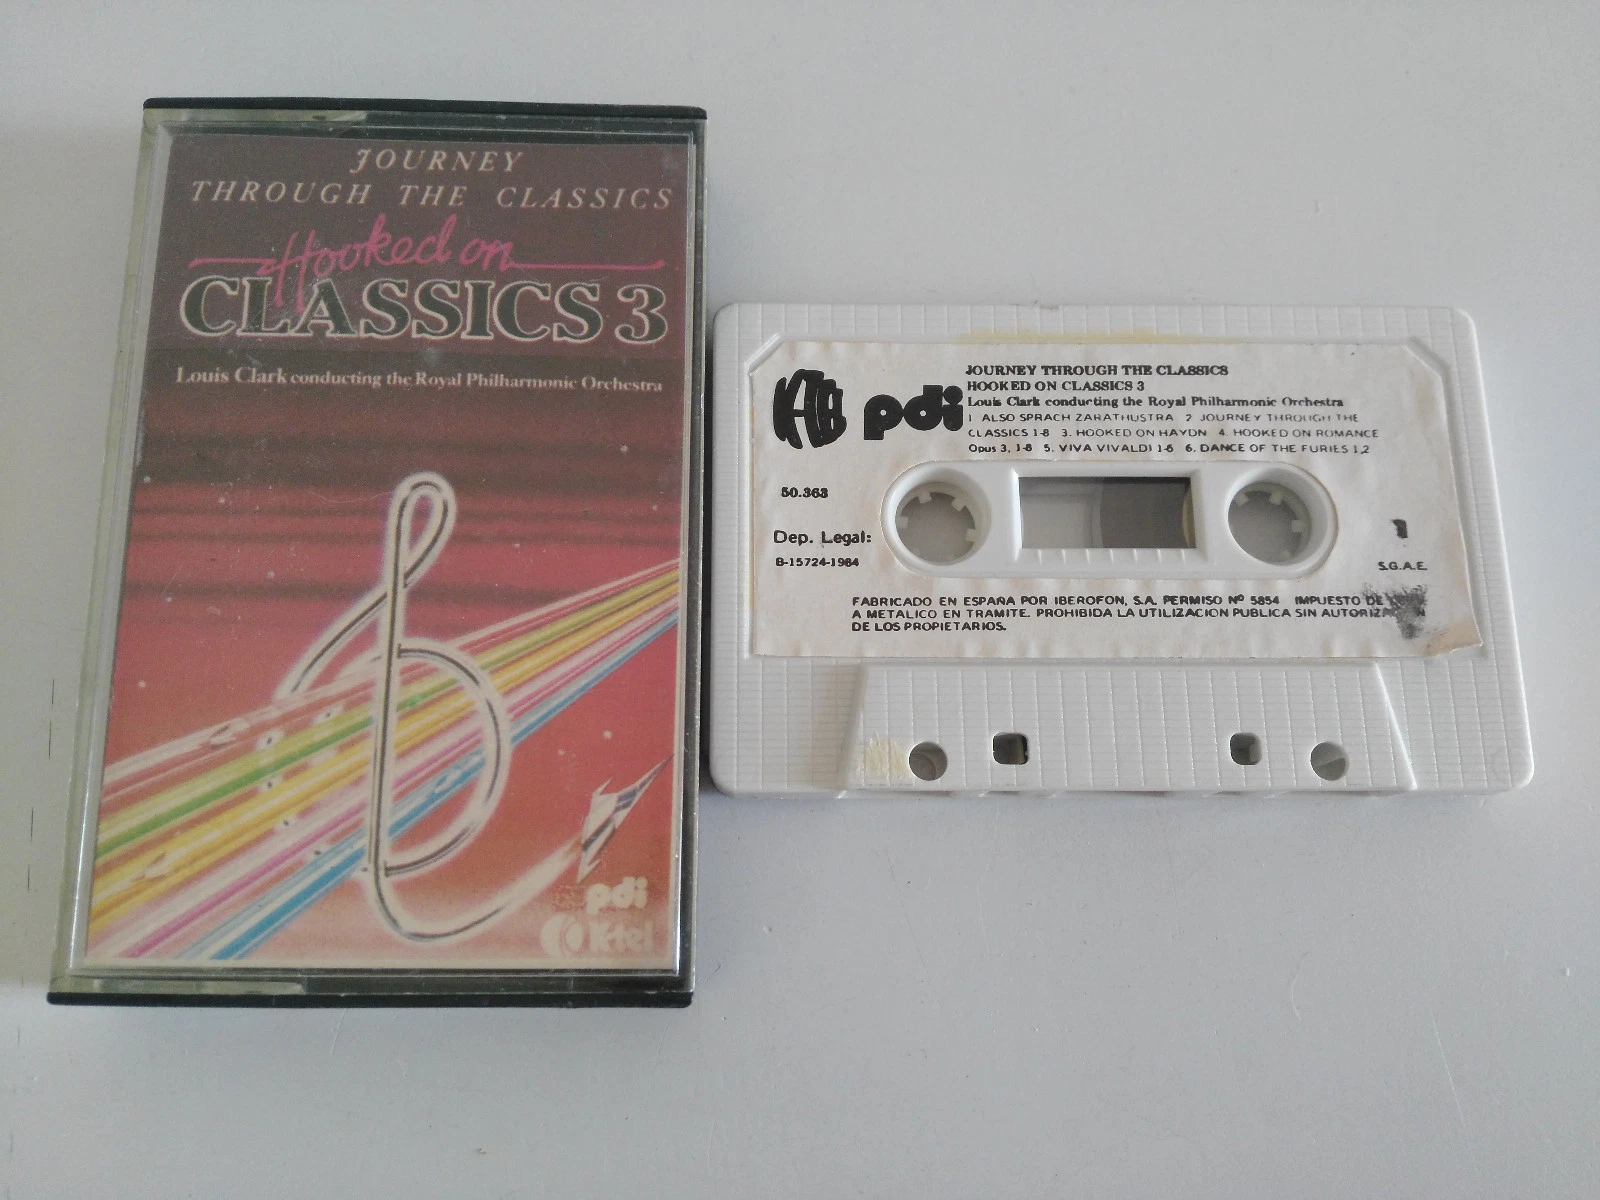 JOURNEY
THROUGH THE CLASSICS
Hooked on
CLASSICS 3
Louis Clark conducting the Royal Philharmonic Orchestra
pdi
K-tel
pdi
JOURNEY THROUGH THE CLASSICS
HOOKED ON CLASSICS 3
Louis Clark conducting the Royal Philharmonic Orchestra
1. ALSO SPRACH ZARATHUSTRA 2 JOURNEY THROUGH THE
CLASSICS 1-8 3. HOOKED ON HAYDN 4. HOOKED ON ROMANCE
Opus 3, 1-8 5. VIVA VIVALDI 1-6 6. DANCE OF THE FURIES 1,2
50.363
Dep. Legal:
B-15724-1984
1
S.G.A.E.
FABRICADO EN ESPAÑA POR IBEROFON, S.A. PERMISO Nº 5854 IMPUESTO DE
A METALICO EN TRAMITE. PROHIBIDA LA UTILIZACION PUBLICA SIN
DE LOS PROPIETARIOS.